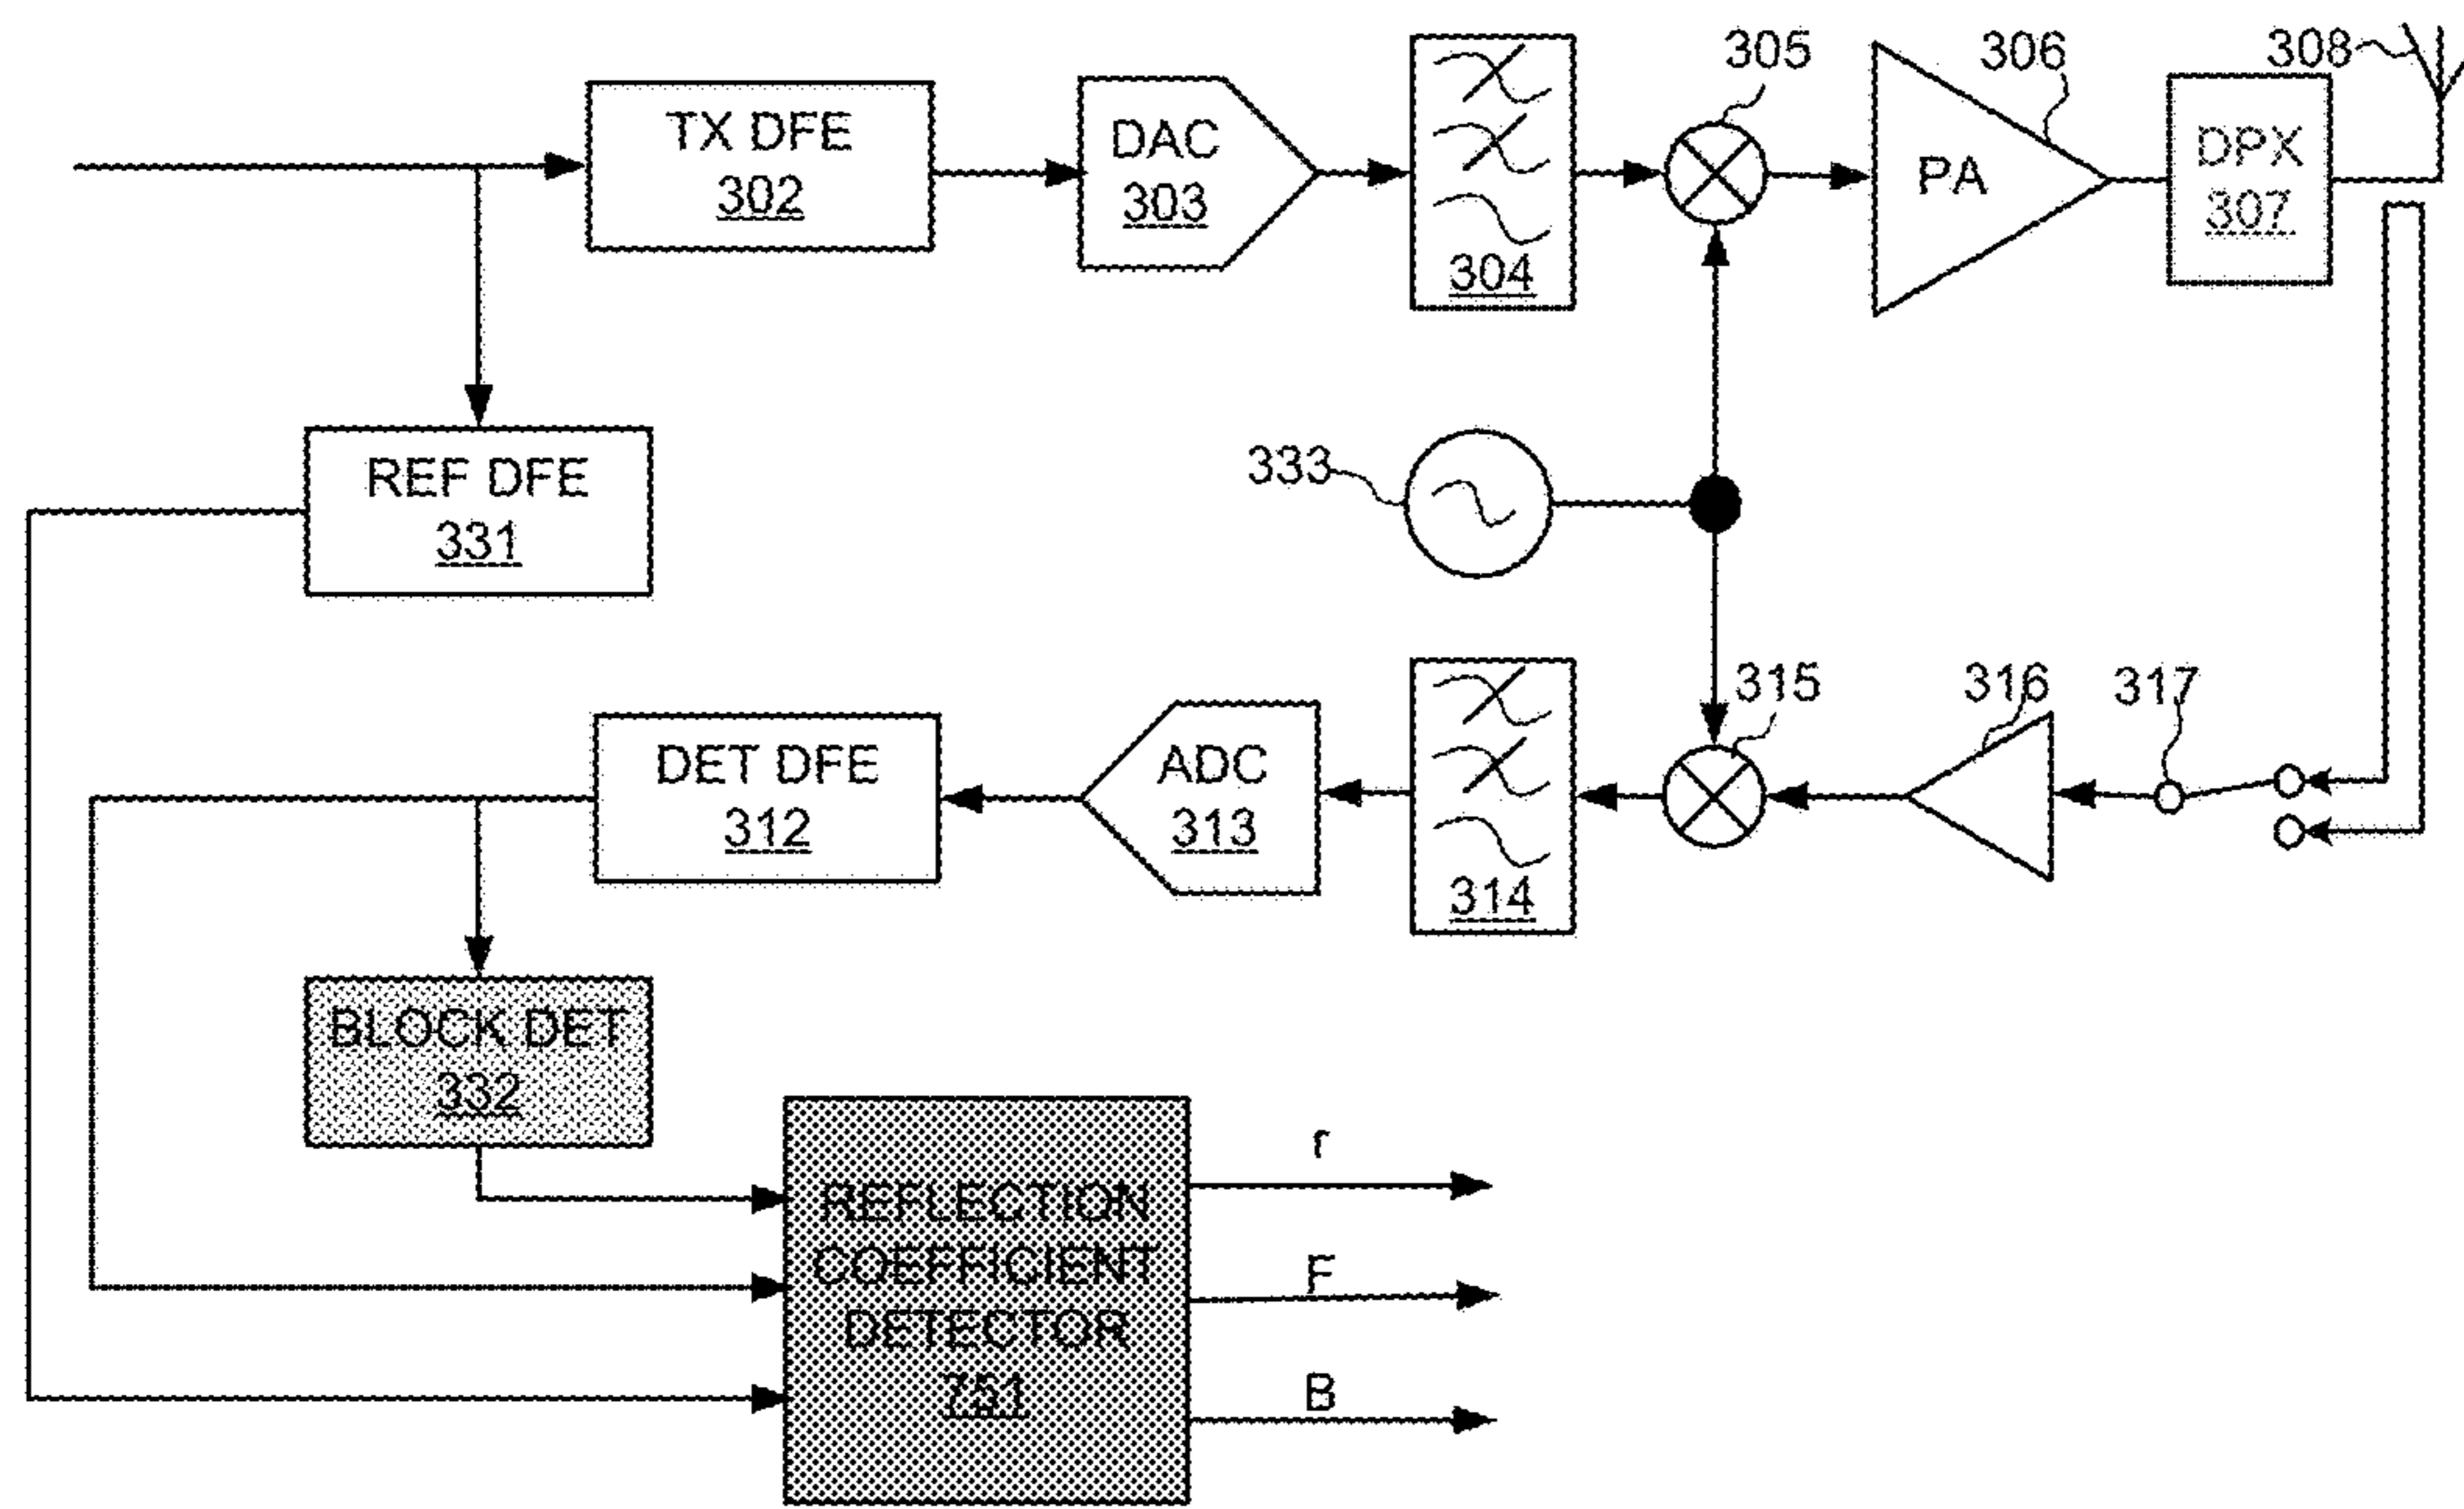 305
306
308
TX DFE
302
DAC
303
304
PA
DPX
307
REF DFE
331
333
315
316
317
DET DFE
312
ADC
313
314
BLOCK DET
332
REFLECTION
COEFFICIENT
DETECTOR
751
r
F
B